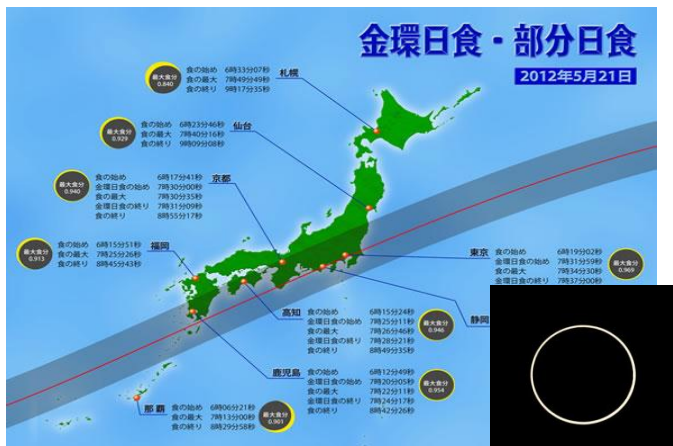 金環日食・部分日食
2012年5月21日
最大食分
0.840
食の始め 6時33分07秒
食の最大 7時49分49秒
食の終り 9時17分35秒
札幌
最大食分
0.929
食の始め 6時23分46秒
食の最大 7時40分16秒
食の終り 9時09分08秒
仙台
最大食分
0.940
食の始め 6時17分41秒
金環日食の始め 7時30分00秒
食の最大 7時30分35秒
金環日食の終り 7時31分09秒
食の終り 8時55分17秒
京都
最大食分
0.913
食の始め 6時15分51秒
食の最大 7時25分26秒
食の終り 8時45分43秒
福岡
東京
食の始め 6時19分02秒
金環日食の始め 7時31分59秒
食の最大 7時34分30秒
金環日食の終り 7時37分00秒
最大食分
0.969
静岡
高知
食の始め 6時15分24秒
金環日食の始め 7時25分11秒
食の最大 7時26分46秒
金環日食の終り 7時28分21秒
食の終り 8時49分35秒
最大食分
0.946
鹿児島
食の始め 6時12分49秒
金環日食の始め 7時20分05秒
食の最大 7時22分11秒
金環日食の終り 7時24分17秒
食の終り 8時42分26秒
最大食分
0.954
那覇
食の始め 6時06分21秒
食の最大 7時13分00秒
食の終り 8時29分58秒
最大食分
0.901